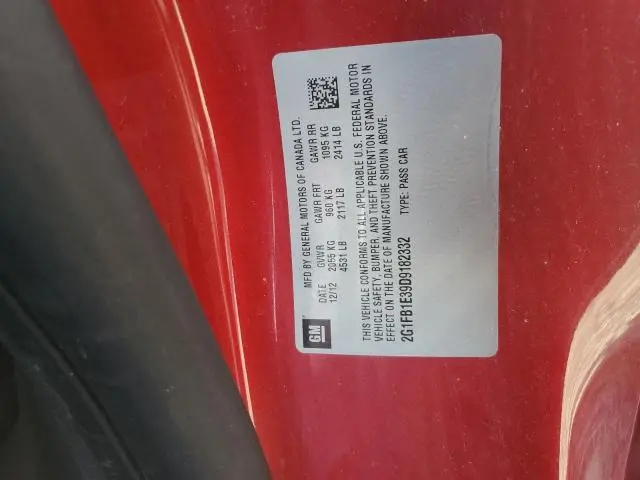 GM
MFD BY GENERAL MOTORS OF CANADA LTD.
DATE GVWR GAWR FRT GAWR RR
12/12 2055 KG 960 KG 1095 KG
4531 LB 2117 LB 2414 LB
THIS VEHICLE CONFORMS TO ALL APPLICABLE U.S. FEDERAL MOTOR
VEHICLE SAFETY, BUMPER, AND THEFT PREVENTION STANDARDS IN
EFFECT ON THE DATE OF MANUFACTURE SHOWN ABOVE.
2G1FB1E39D9182332 TYPE: PASS CAR